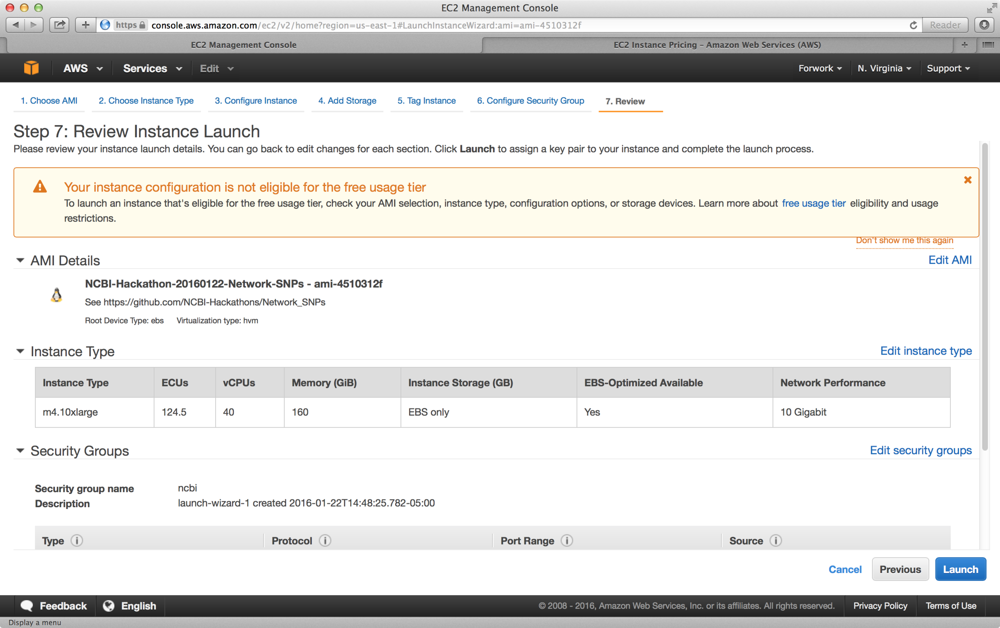 EC2 Management Console
https console.aws.amazon.com/ec2/v2/home?region=us-east-1#LaunchInstanceWizard:ami=ami-4510312f Reader
EC2 Management Console EC2 Instance Pricing – Amazon Web Services (AWS)
AWS Services Edit Forwork N. Virginia Support
1. Choose AMI 2. Choose Instance Type 3. Configure Instance 4. Add Storage 5. Tag Instance 6. Configure Security Group 7. Review
Step 7: Review Instance Launch
Please review your instance launch details. You can go back to edit changes for each section. Click Launch to assign a key pair to your instance and complete the launch process.
Your instance configuration is not eligible for the free usage tier
To launch an instance that's eligible for the free usage tier, check your AMI selection, instance type, configuration options, or storage devices. Learn more about free usage tier eligibility and usage
restrictions.
Don't show me this again
AMI Details Edit AMI
NCBI-Hackathon-20160122-Network-SNPs - ami-4510312f
See https://github.com/NCBI-Hackathons/Network_SNPs
Root Device Type: ebs Virtualization type: hvm
Instance Type Edit instance type
Instance Type ECUs vCPUs Memory (GiB) Instance Storage (GB) EBS-Optimized Available Network Performance
m4.10xlarge 124.5 40 160 EBS only Yes 10 Gigabit
Security Groups Edit security groups
Security group name ncbi
Description launch-wizard-1 created 2016-01-22T14:48:25.782-05:00
Type Protocol Port Range Source
Cancel Previous Launch
Feedback English © 2008 - 2016, Amazon Web Services, Inc. or its affiliates. All rights reserved. Privacy Policy Terms of Use
Display a menu